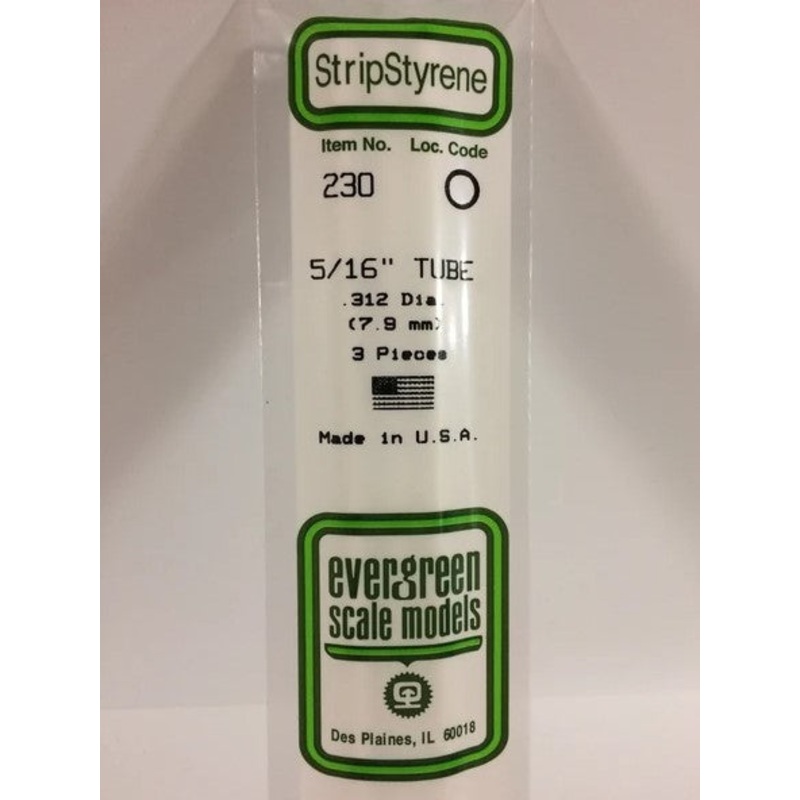 StripStyrene
Item No. Loc. Code
230
5/16" TUBE
.312 Dia.
(7.9 mm)
3 Pieces
Made in U.S.A.
evergreen
scale models
Des Plaines, IL 60018